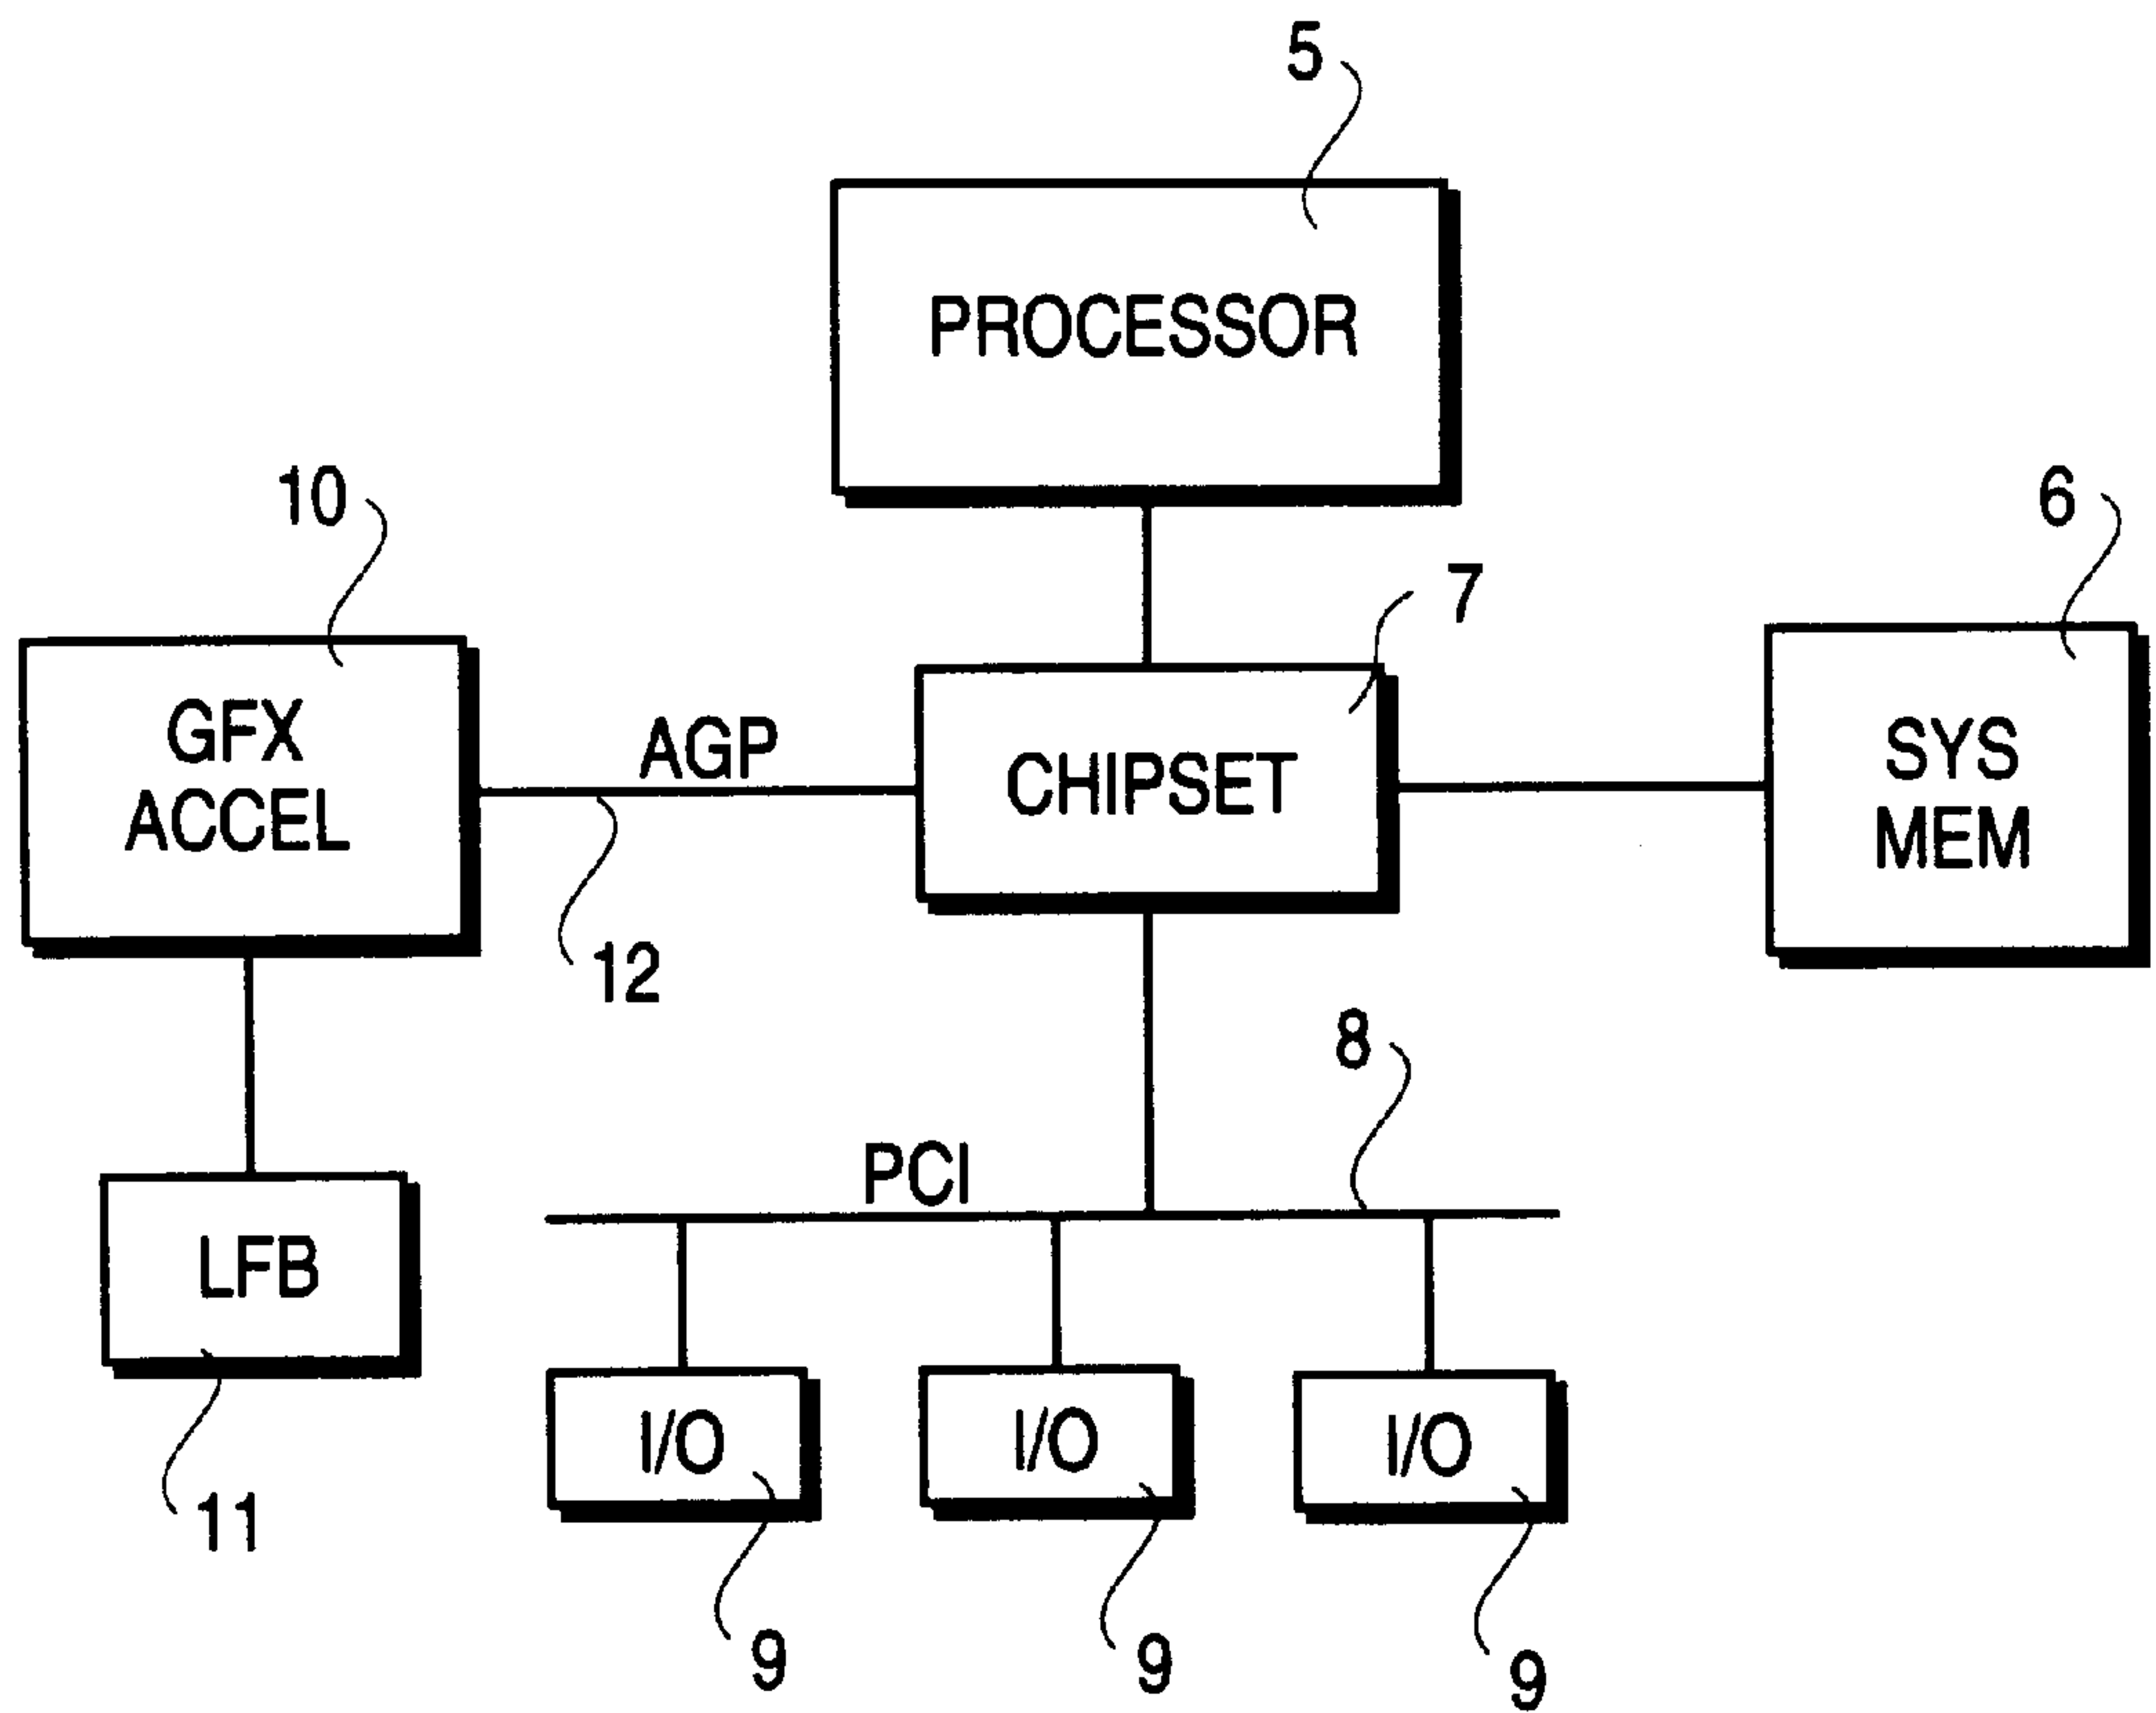 5
PROCESSOR
10
6
7
GFX
ACCEL
AGP
CHIPSET
SYS
MEM
12
8
PCI
LFB
I/O
I/O
I/O
11
9
9
9